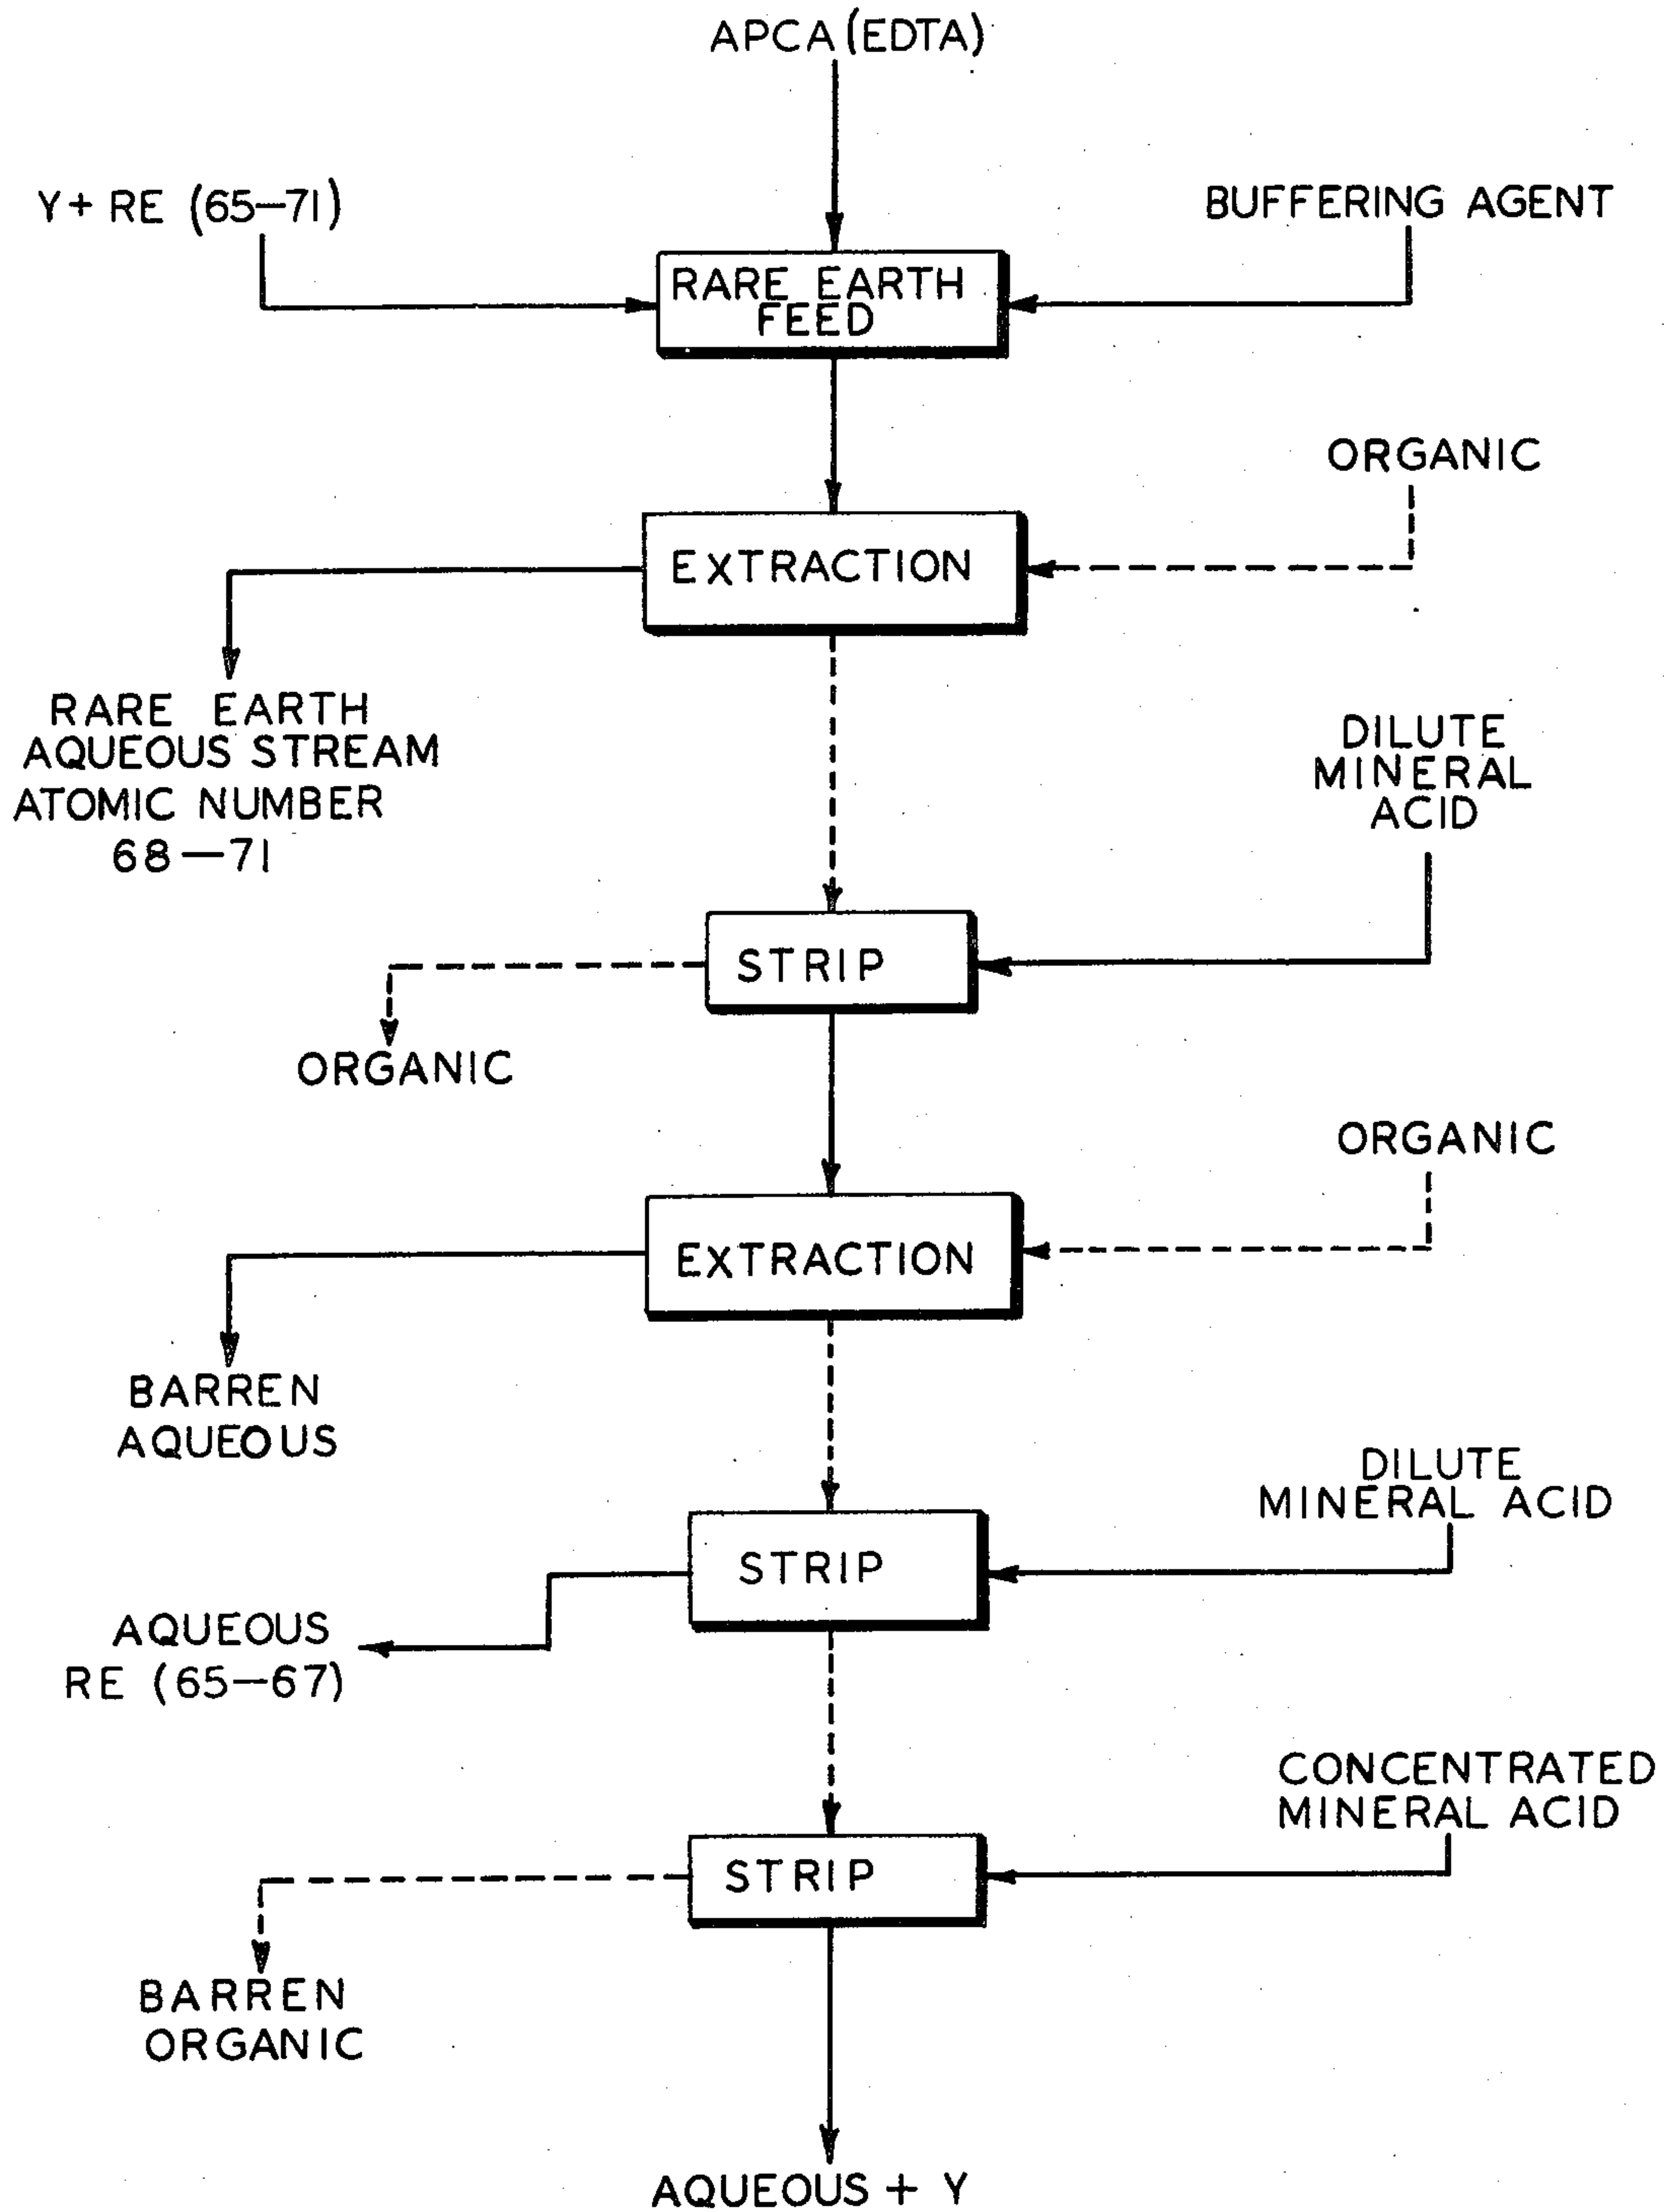 APCA (EDTA)
Y+ RE (65-71)
BUFFERING AGENT
RARE EARTH
FEED
ORGANIC
EXTRACTION
RARE EARTH
AQUEOUS STREAM
ATOMIC NUMBER
68-71
DILUTE
MINERAL
ACID
STRIP
ORGANIC
ORGANIC
EXTRACTION
BARREN
AQUEOUS
DILUTE
MINERAL ACID
STRIP
AQUEOUS
RE (65-67)
CONCENTRATED
MINERAL ACID
STRIP
BARREN
ORGANIC
AQUEOUS + Y